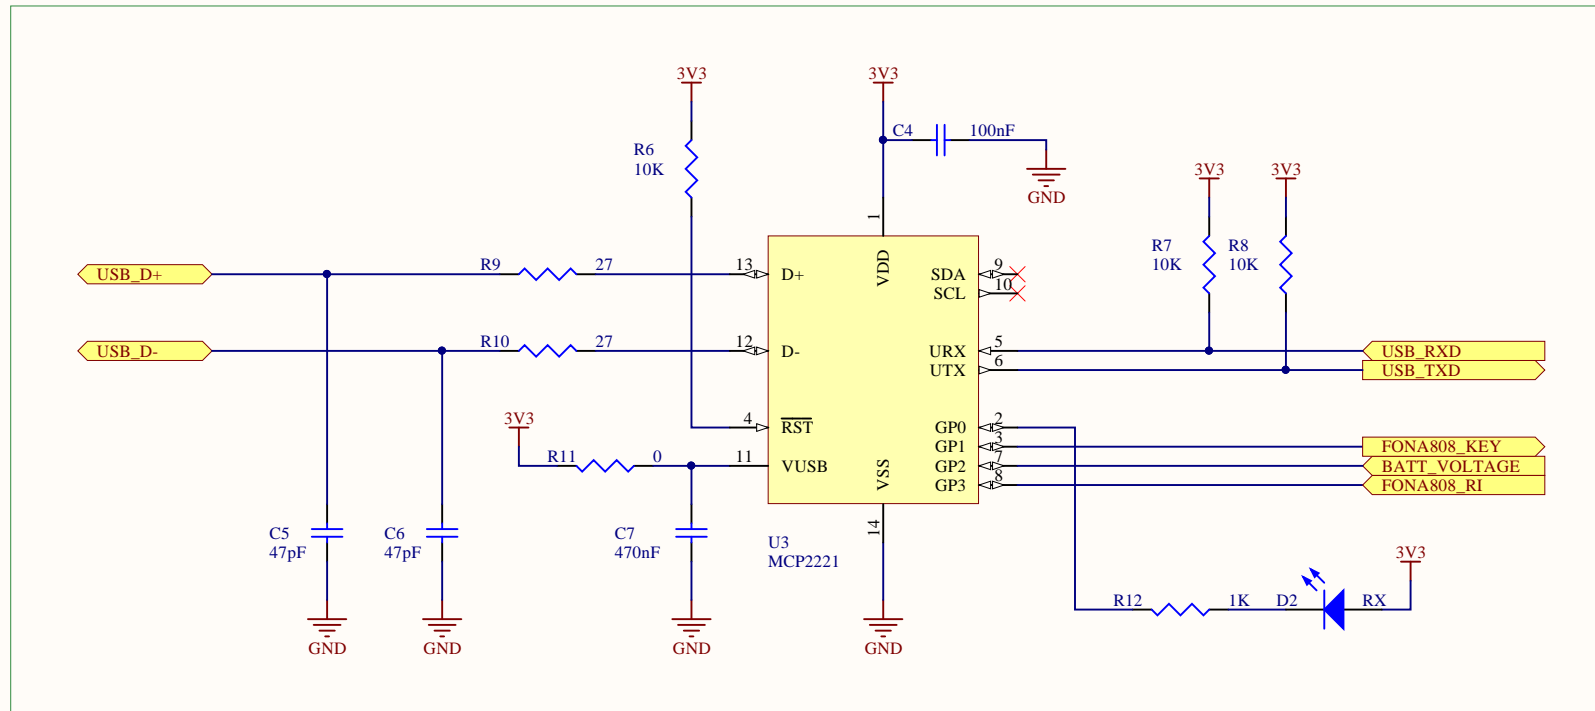 3V3
3V3
C4 100nF
R6
10K
GND
3V3
3V3
1
R7
10K
R8
10K
USB_D+
R9 27
13
D+
VDD
SDA
9
SCL
10
USB_D-
R10 27
12
D-
URX
5
USB_RXD
UTX
6
USB_TXD
3V3
4
RST
GP0
2
GP1
3
FONA808_KEY
R11 0
11
VUSB
VSS
GP2
7
BATT_VOLTAGE
GP3
8
FONA808_RI
14
C5
47pF
C6
47pF
C7
470nF
U3
MCP2221
3V3
R12 1K
D2 RX
GND
GND
GND
GND